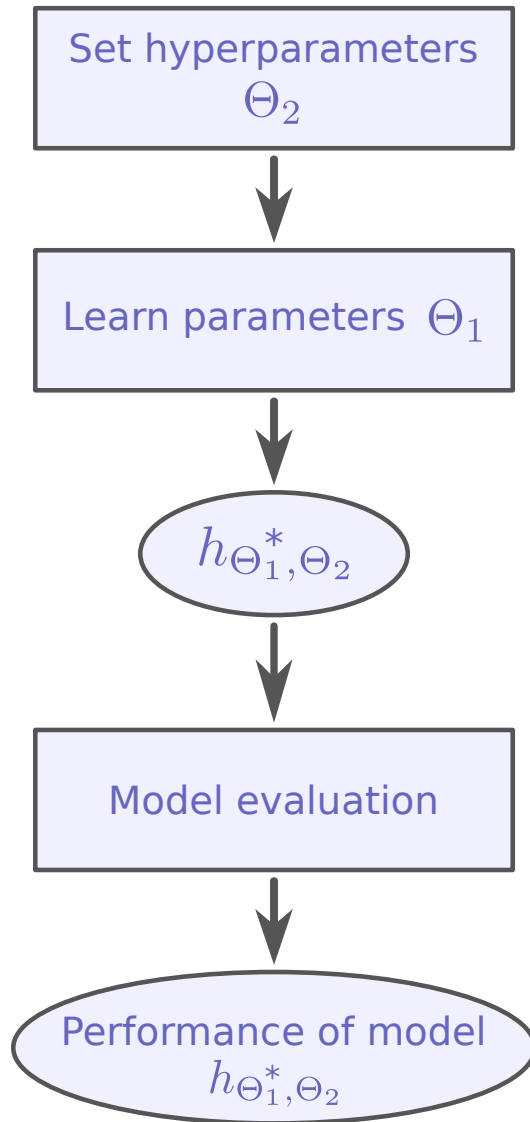 Set hyperparameters
Θ₂
Learn parameters Θ₁
h_{Θ₁*,Θ₂}
Model evaluation
Performance of model
h_{Θ₁*,Θ₂}